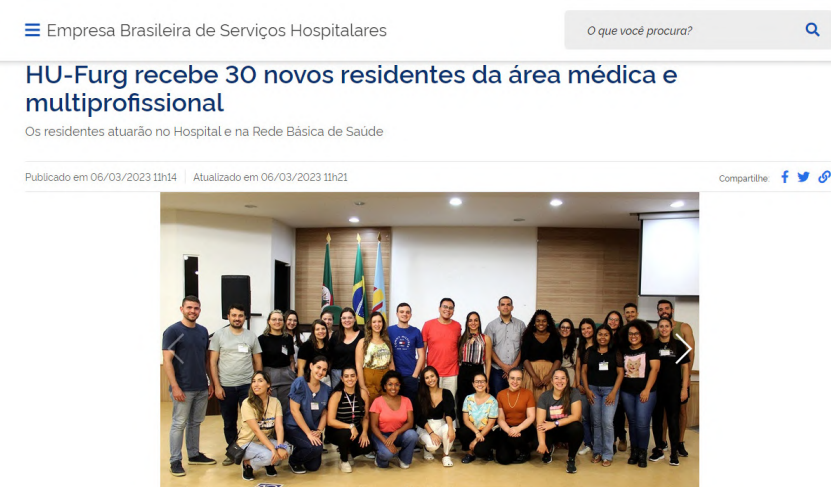 Empresa Brasileira de Serviços Hospitalares
O que você procura?
HU-Furg recebe 30 novos residentes da área médica e
multiprofissional
Os residentes atuarão no Hospital e na Rede Básica de Saúde
Publicado em 06/03/2023 11h14 Atualizado em 06/03/2023 11h21
Compartilhe: